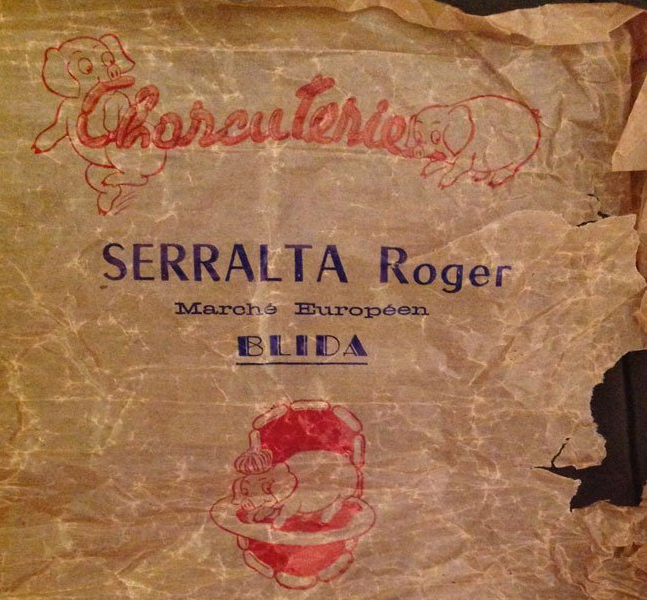 Charcuterie
SERRALTA Roger
Marché Européen
BLIDA